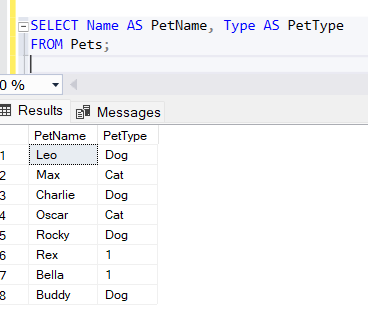 SELECT Name AS PetName, Type AS PetType
FROM Pets;
0 %
Results Messages
PetName PetType
1 Leo Dog
2 Max Cat
3 Charlie Dog
4 Oscar Cat
5 Rocky Dog
6 Rex 1
7 Bella 1
8 Buddy Dog